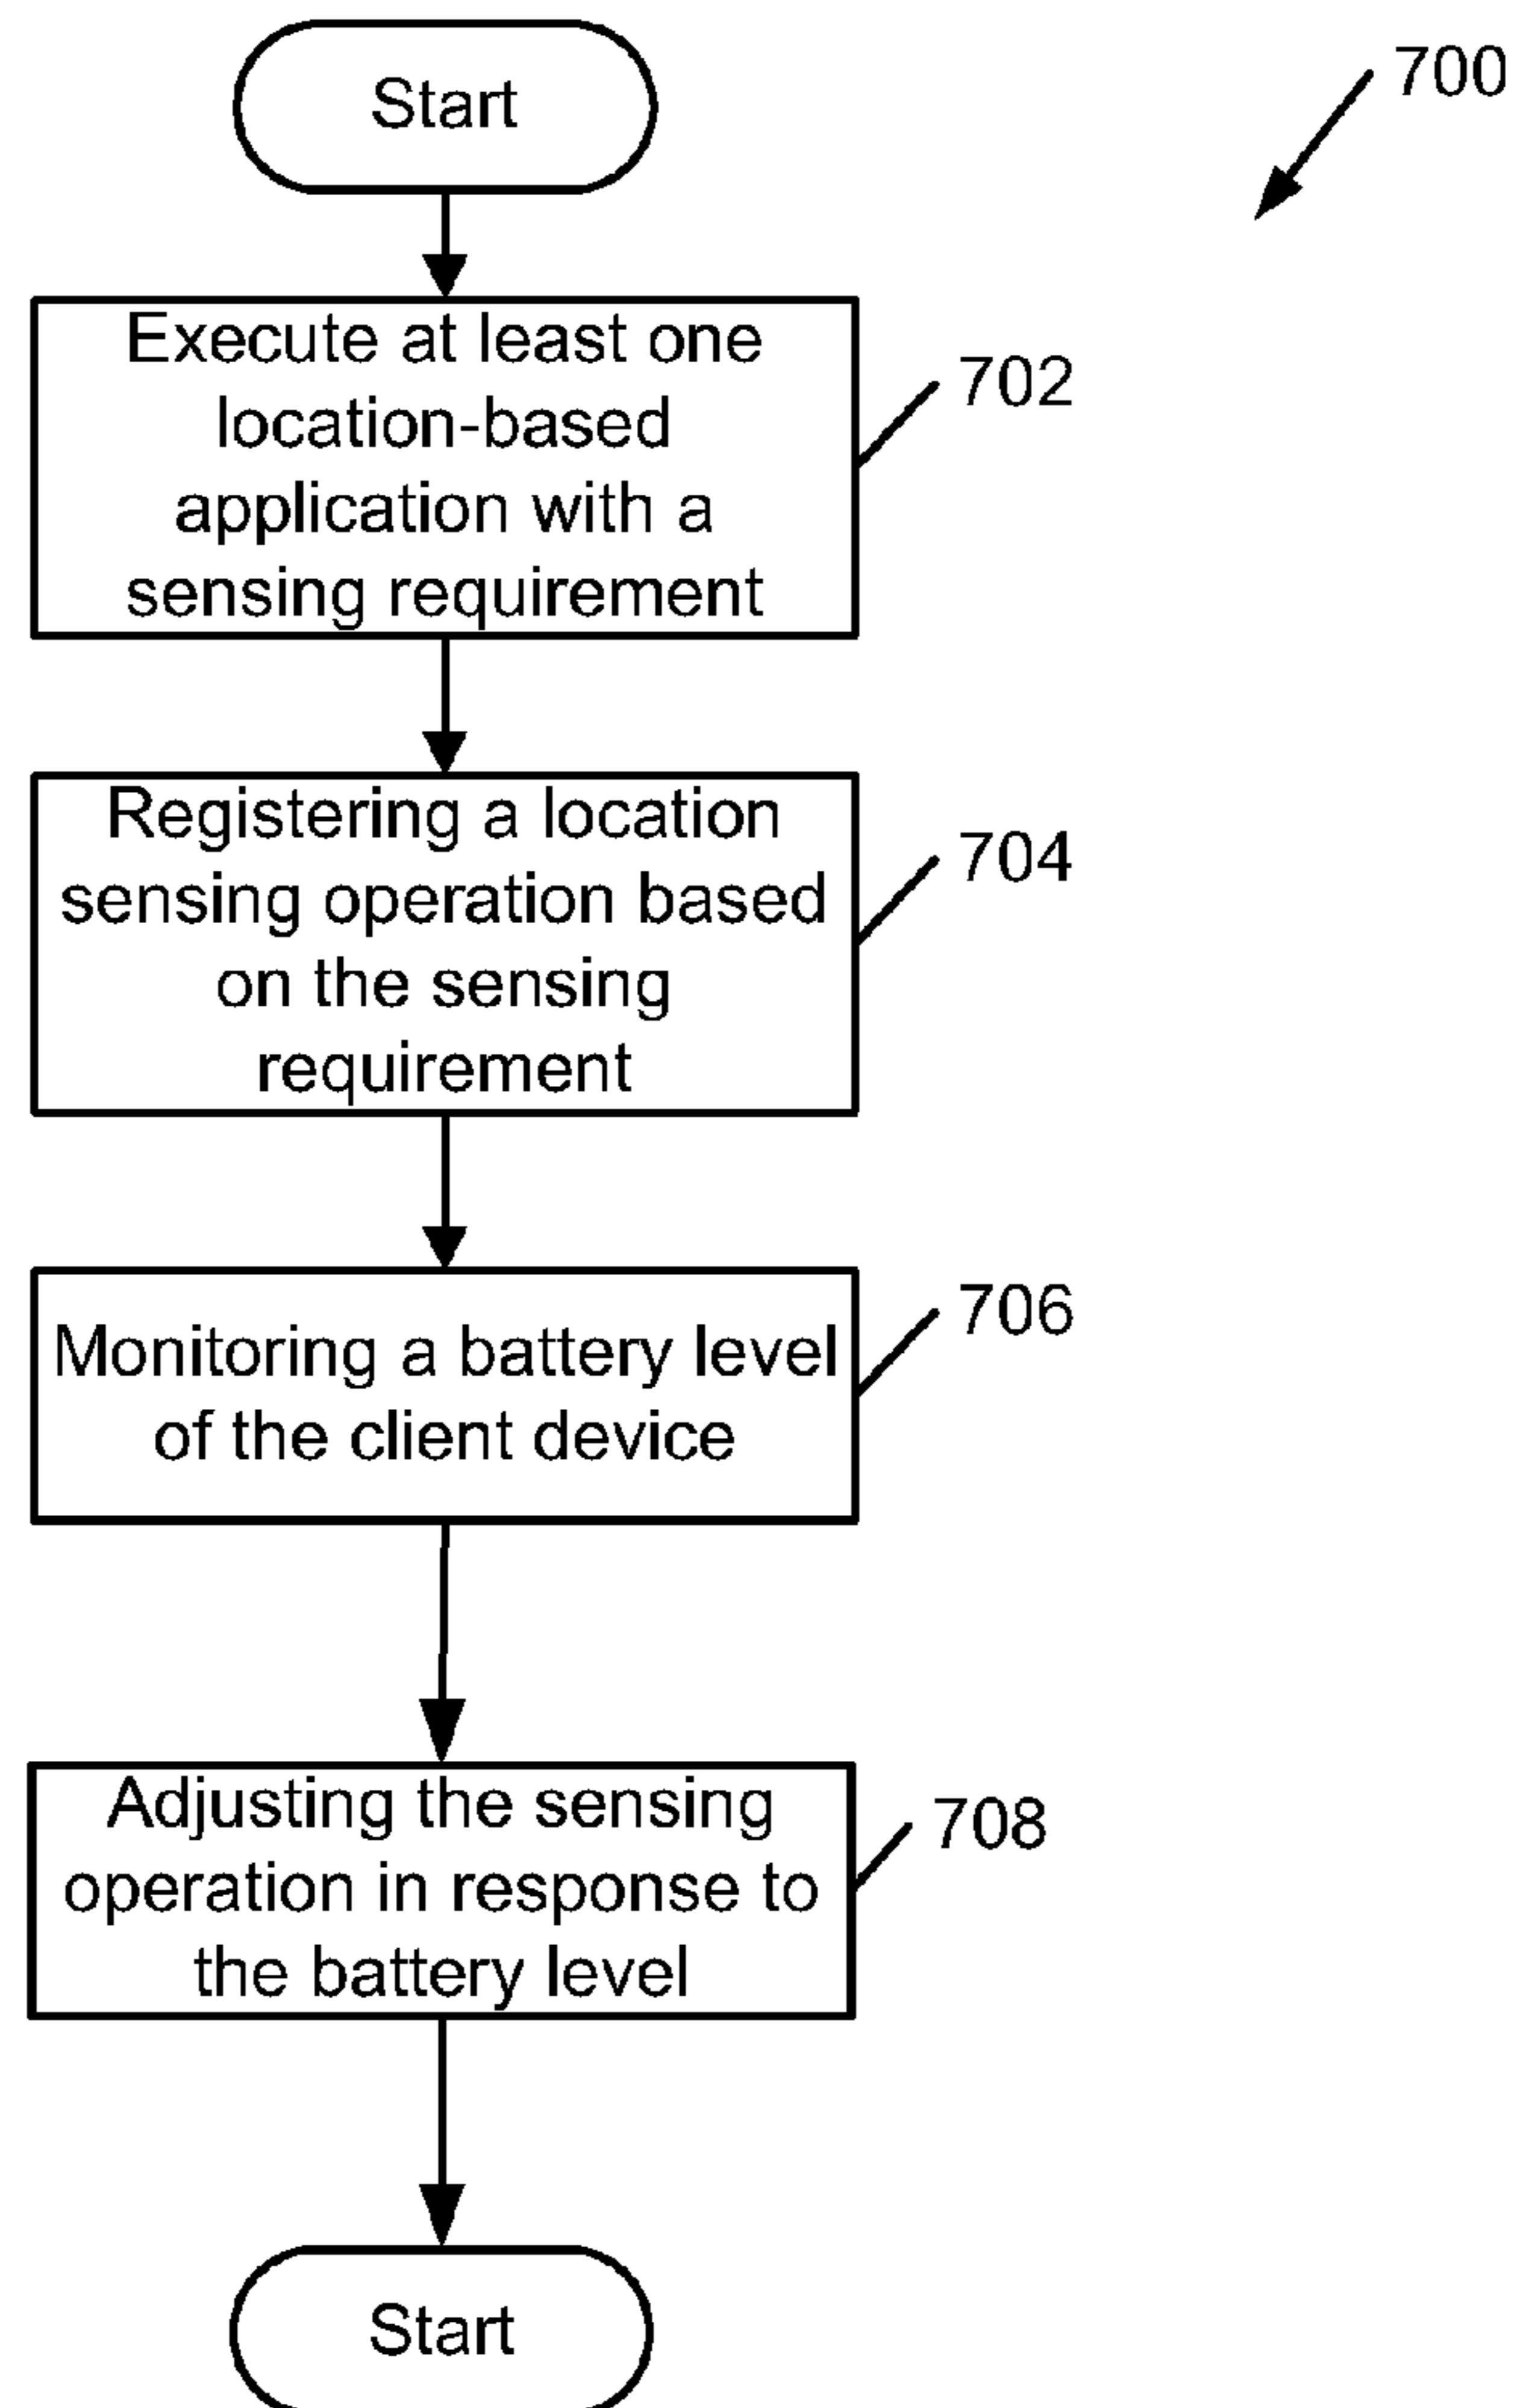 Start
700
Execute at least one
location-based
application with a
sensing requirement
702
Registering a location
sensing operation based
on the sensing
requirement
704
Monitoring a battery level
of the client device
706
Adjusting the sensing
operation in response to
the battery level
708
Start